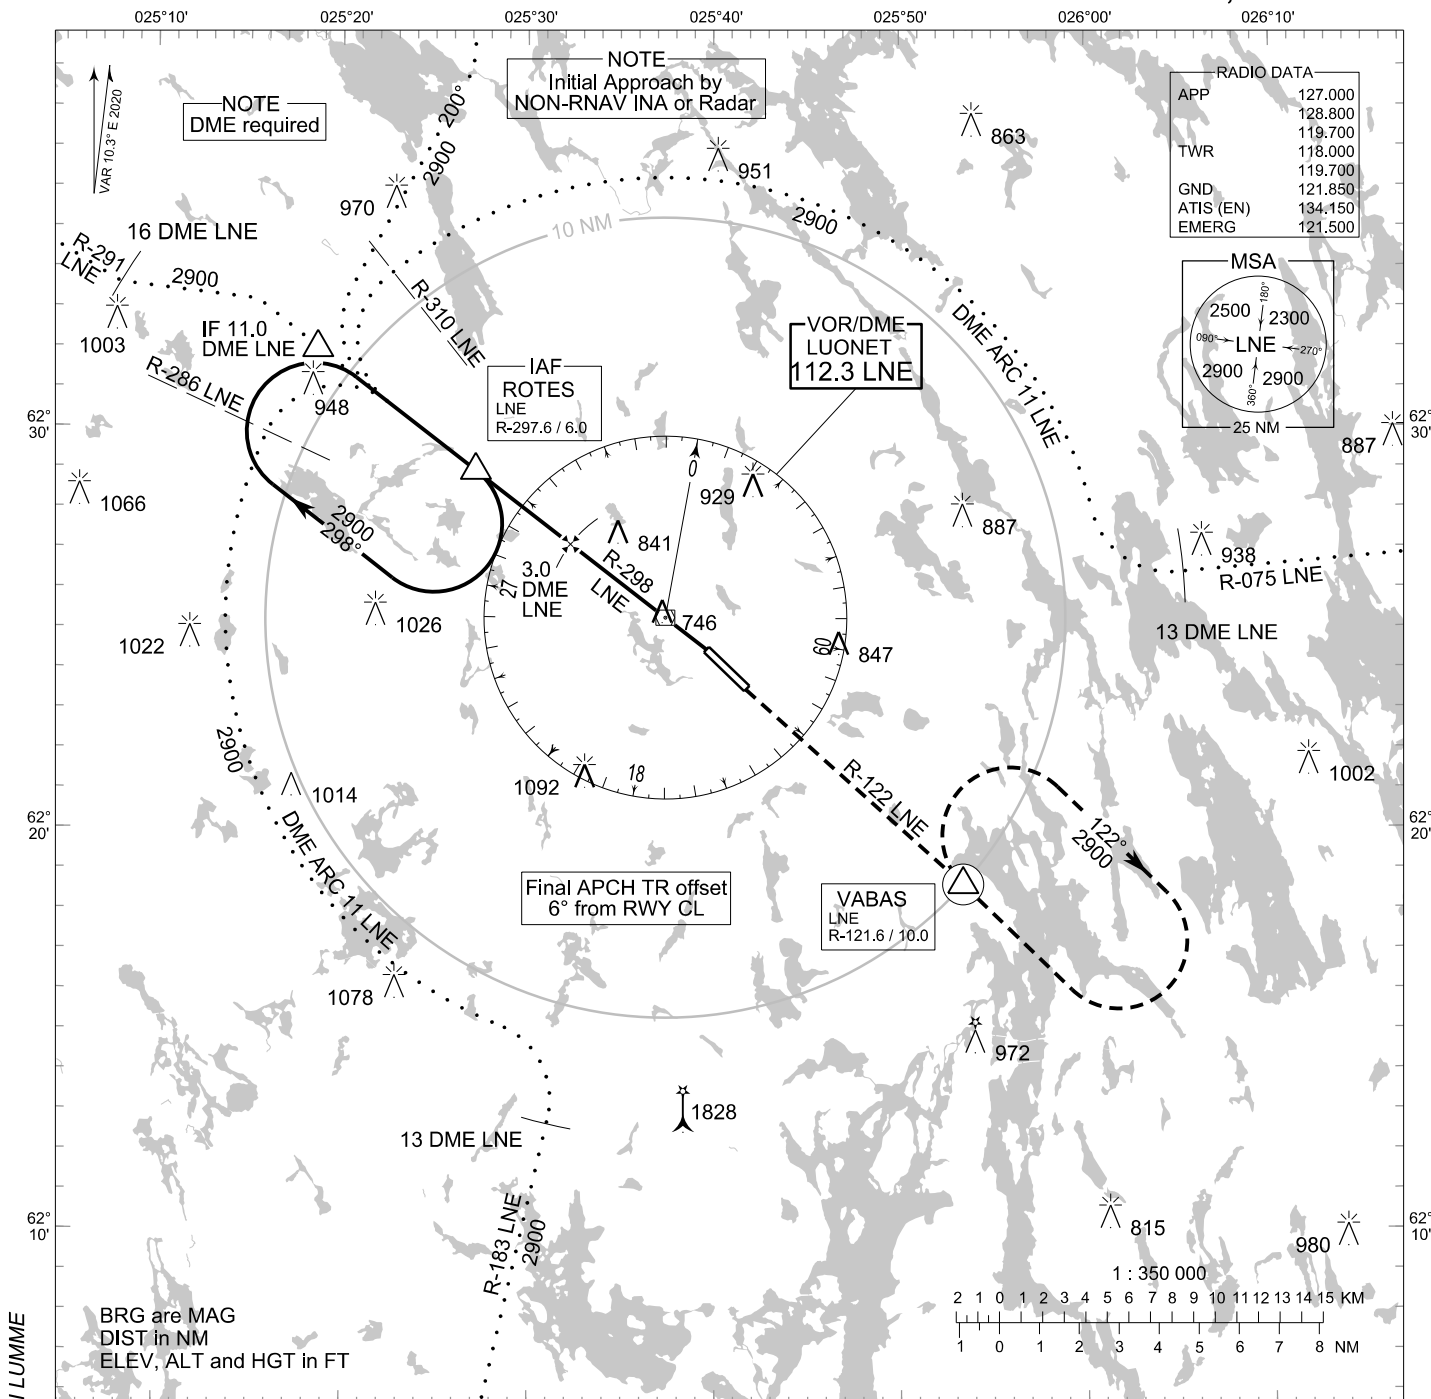 025°10'
025°20'
025°30'
025°40'
025°50'
026°00'
026°10'
VAR 10.3° E 2020
NOTE
DME required
200°
2900
NOTE
Initial Approach by
NON-RNAV INA or Radar
RADIO DATA
APP 127.000
128.800
119.700
TWR 118.000
119.700
GND 121.850
ATIS (EN) 134.150
EMERG 121.500
863
951
970
2900
10 NM
16 DME LNE
R-291
LNE
2900
1003
IF 11.0
DME LNE
R-310 LNE
R-286 LNE
948
IAF
ROTES
LNE
R-297.6 / 6.0
VOR/DME
LUONET
112.3 LNE
DME ARC 11 LNE
MSA
2500
180°
2300
090°
LNE
270°
2900
360°
2900
25 NM
62°
30'
62°
30'
887
0
929
1066
2900
298°
841
R-298
LNE
887
938
R-075 LNE
27
3.0
DME
LNE
1026
746
1022
60
847
13 DME LNE
2900
1014
1092
18
R-122 LNE
1002
62°
20'
62°
20'
122°
2900
DME ARC 11 LNE
Final APCH TR offset
6° from RWY CL
VABAS
LNE
R-121.6 / 10.0
1078
972
1828
13 DME LNE
R-183 LNE
2900
62°
10'
62°
10'
815
980
1 : 350 000
2 1 0 1 2 3 4 5 6 7 8 9 10 11 12 13 14 15 KM
1 0 1 2 3 4 5 6 7 8 NM
BRG are MAG
DIST in NM
ELEV, ALT and HGT in FT
LUMME